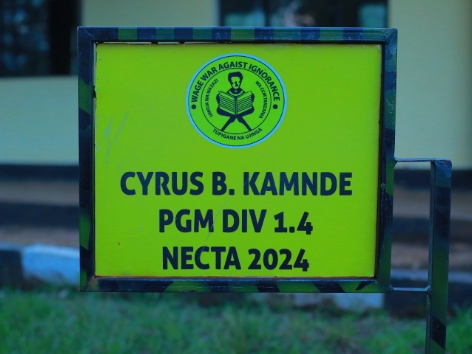 WAGE WAR AGAIST IGNORANCE
TUPIGANE NA UJINGA
CYRUS B. KAMNDE
PGM DIV 1.4
NECTA 2024